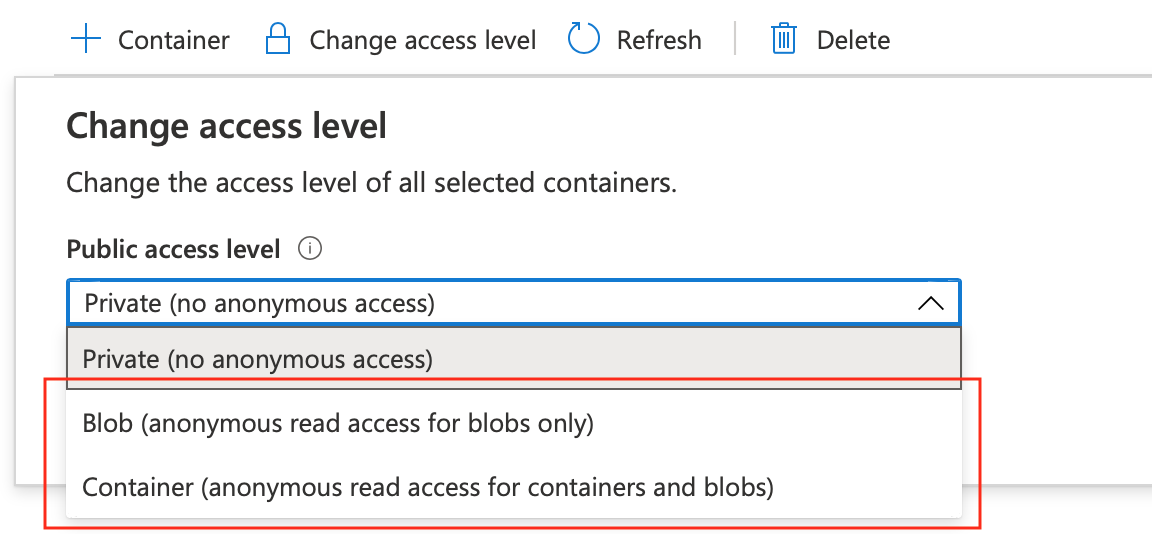 Container Change access level Refresh Delete
Change access level
Change the access level of all selected containers.
Public access level
Private (no anonymous access)
Private (no anonymous access)
Blob (anonymous read access for blobs only)
Container (anonymous read access for containers and blobs)